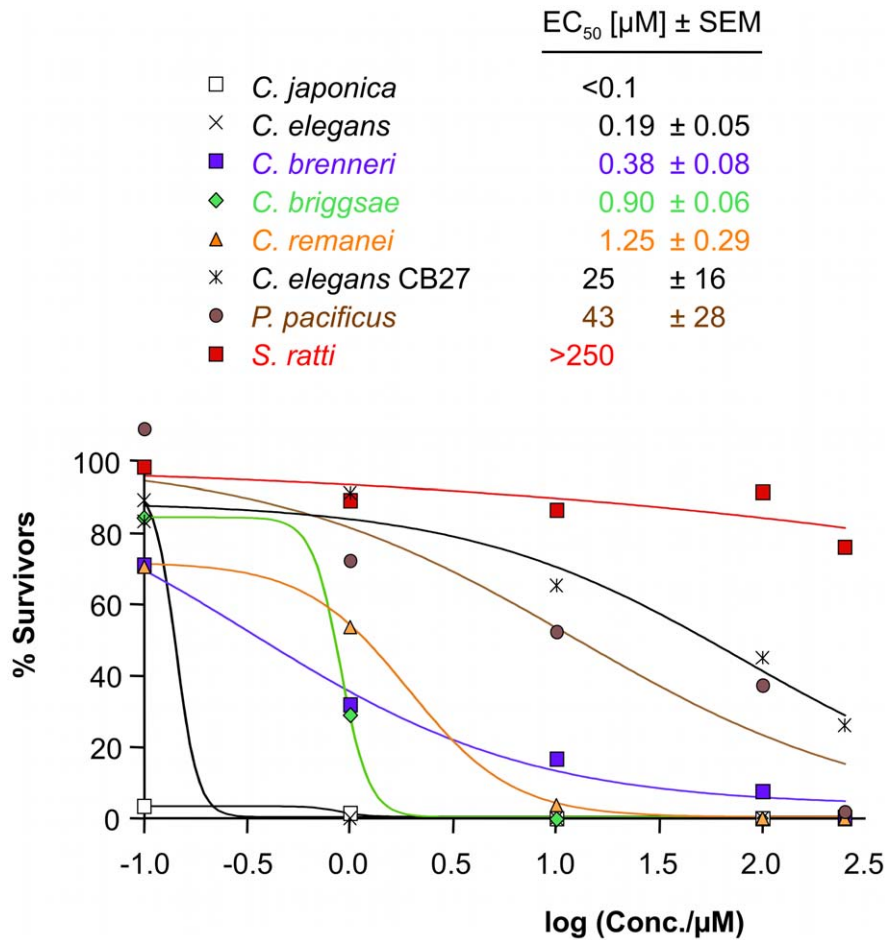 EC50 [µM] ± SEM
C. japonica <0.1
C. elegans 0.19 ± 0.05
C. brenneri 0.38 ± 0.08
C. briggsae 0.90 ± 0.06
C. remanei 1.25 ± 0.29
C. elegans CB27 25 ± 16
P. pacificus 43 ± 28
S. ratti >250
100
80
60
40
20
0
% Survivors
-1.0 -0.5 0.0 0.5 1.0 1.5 2.0 2.5
log (Conc./µM)